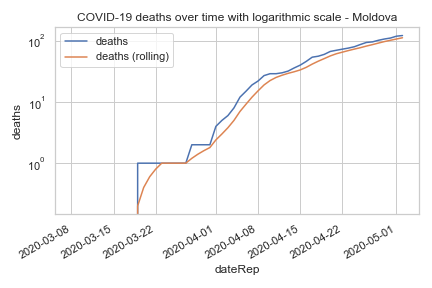 COVID-19 deaths over time with logarithmic scale - Moldova
deaths
deaths (rolling)
10²
10¹
10⁰
deaths
2020-03-08
2020-03-15
2020-03-22
2020-04-01
2020-04-08
2020-04-15
2020-04-22
2020-05-01
dateRep